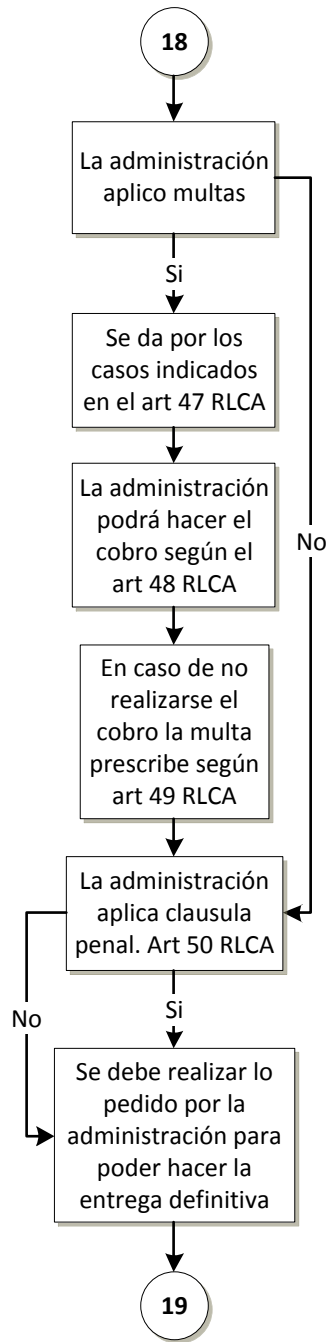 18
La administración
aplico multas
Si
Se da por los
casos indicados
en el art 47 RLCA
La administración
podrá hacer el
cobro según el
art 48 RLCA
No
En caso de no
realizarse el
cobro la multa
prescribe según
art 49 RLCA
La administración
aplica clausula
penal. Art 50 RLCA
No
Si
Se debe realizar lo
pedido por la
administración para
poder hacer la
entrega definitiva
19